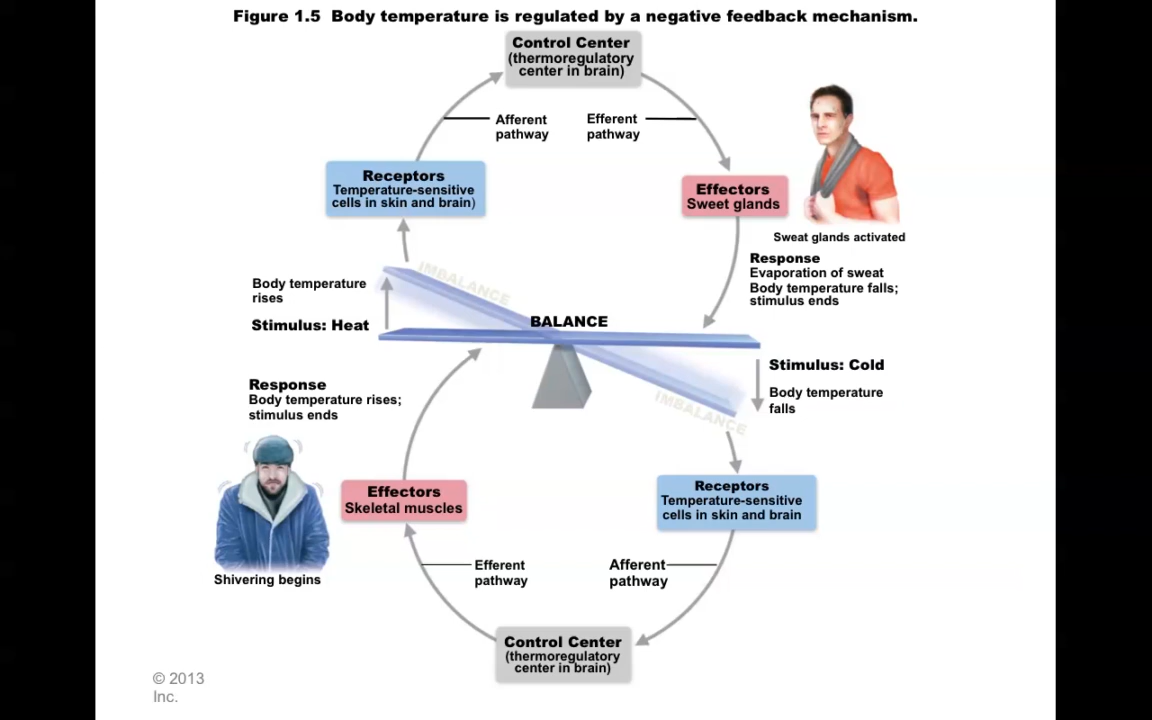 Figure 1.5 Body temperature is regulated by a negative feedback mechanism.
Control Center
(thermoregulatory
center in brain)
Afferent
pathway
Efferent
pathway
Receptors
Temperature-sensitive
cells in skin and brain)
Effectors
Sweet glands
Sweat glands activated
Response
Evaporation of sweat
Body temperature falls;
stimulus ends
IMBALANCE
Body temperature
rises
Stimulus: Heat
BALANCE
Stimulus: Cold
Body temperature
falls
IMBALANCE
Response
Body temperature rises;
stimulus ends
Effectors
Skeletal muscles
Shivering begins
Receptors
Temperature-sensitive
cells in skin and brain
Efferent
pathway
Afferent
pathway
Control Center
(thermoregulatory
center in brain)
© 2013
Inc.